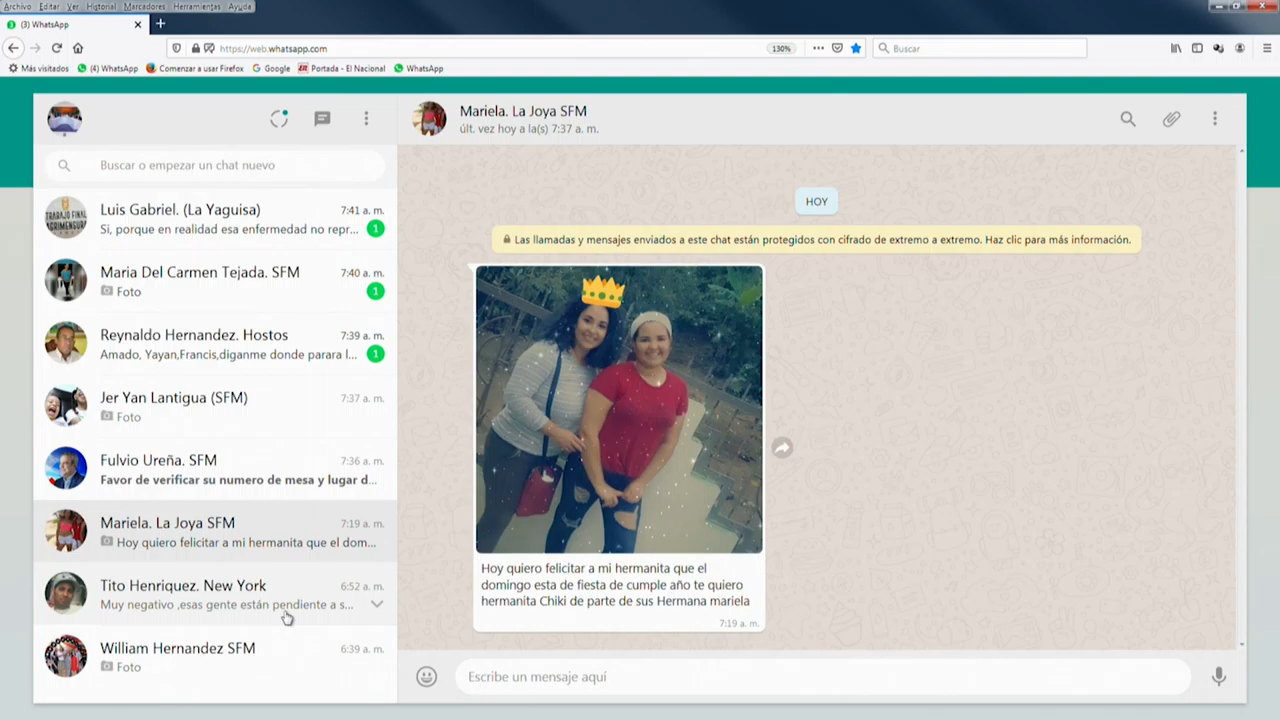 Archivo Editar Ver Historial Marcadores Herramientas Ayuda
(3) WhatsApp
https://web.whatsapp.com
130%
Buscar
Más visitados (4) WhatsApp Comenzar a usar Firefox Google Portada - El Nacional WhatsApp
Buscar o empezar un chat nuevo
TRABAJO FINAL
Luis Gabriel. (La Yaguisa) 7:41 a. m.
Si, porque en realidad esa enfermedad no repr... 1
Maria Del Carmen Tejada. SFM 7:40 a. m.
Foto 1
Reynaldo Hernandez. Hostos 7:39 a. m.
Amado, Yayan,Francis,diganme donde parara l... 1
Jer Yan Lantigua (SFM) 7:37 a. m.
Foto
Fulvio Ureña. SFM 7:36 a. m.
Favor de verificar su numero de mesa y lugar d...
Mariela. La Joya SFM 7:19 a. m.
Hoy quiero felicitar a mi hermanita que el dom...
Tito Henriquez. New York 6:52 a. m.
Muy negativo ,esas gente están pendiente a s...
William Hernandez SFM 6:39 a. m.
Foto
Mariela. La Joya SFM
últ. vez hoy a la(s) 7:37 a. m.
HOY
Las llamadas y mensajes enviados a este chat están protegidos con cifrado de extremo a extremo. Haz clic para más información.
Hoy quiero felicitar a mi hermanita que el
domingo esta de fiesta de cumple año te quiero
hermanita Chiki de parte de sus Hermana mariela
7:19 a. m.
Escribe un mensaje aquí